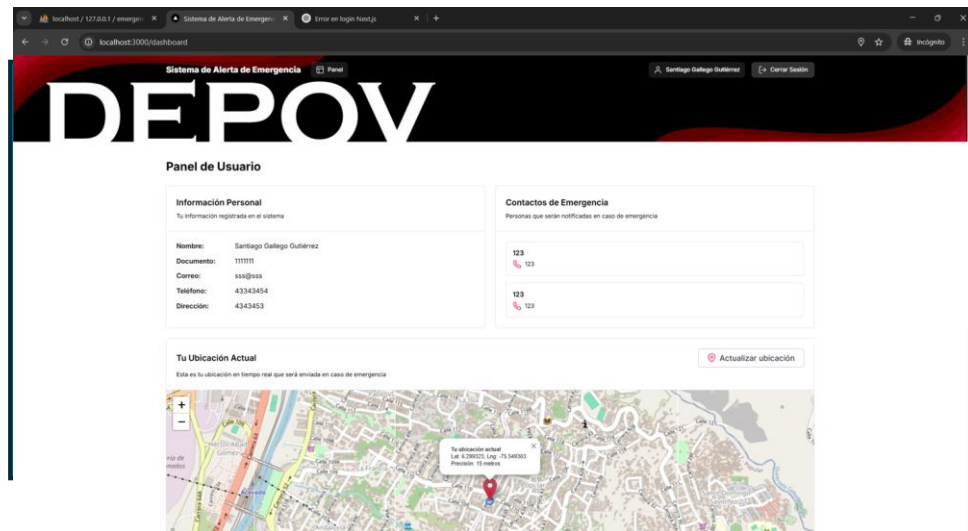 localhost / 127.0.0.1 / emergen
Sistema de Alerta de Emergenc
Error en login Next.js
localhost:3000/dashboard
Incógnito
Sistema de Alerta de Emergencia
Panel
Santiago Gallego Gutiérrez
Cerrar Sesión
DEPOV
Panel de Usuario
Información Personal
Tu información registrada en el sistema
Nombre: Santiago Gallego Gutiérrez
Documento: 1111111
Correo: sss@sss
Teléfono: 43343454
Dirección: 4343453
Contactos de Emergencia
Personas que serán notificadas en caso de emergencia
123
123
123
123
Tu Ubicación Actual
Esta es tu ubicación en tiempo real que será enviada en caso de emergencia
Actualizar ubicación
+
−
Tu ubicación actual
Lat: 6.299323, Lng: -75.549303
Precisión: 15 metros
Acevedo